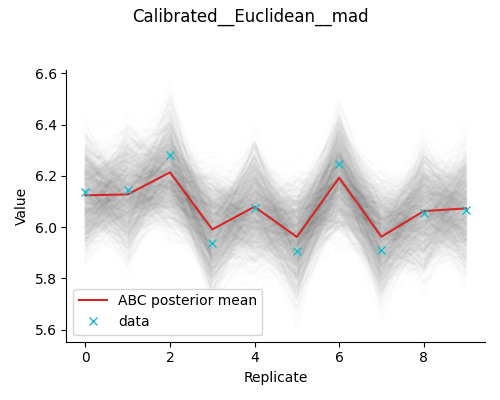 Calibrated__Euclidean__mad
6.6
6.4
6.2
6.0
5.8
5.6
Value
ABC posterior mean
data
0
2
4
6
8
Replicate